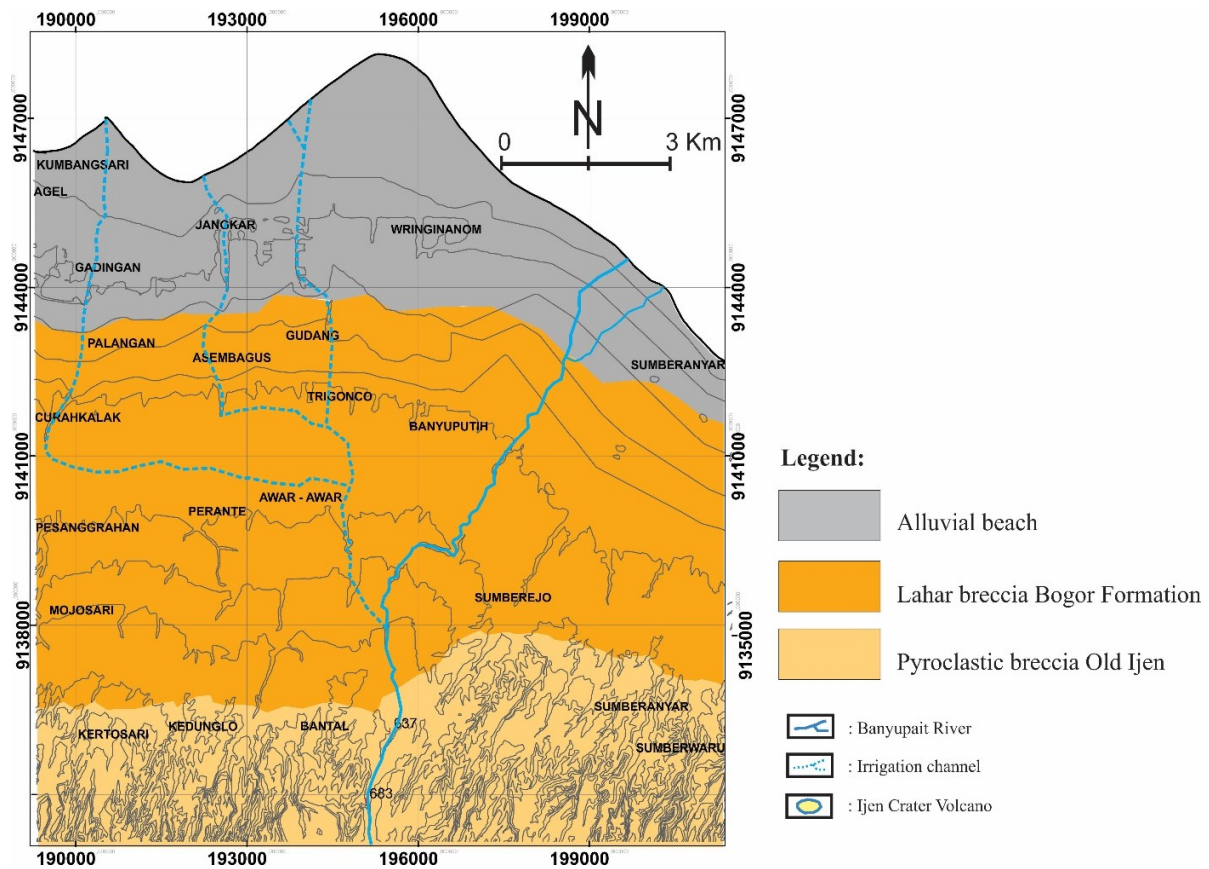 190000 193000 196000 199000
9147000 9147000
N
0 3 Km
KUMBANGSARI
AGEL
JANGKAR
WRINGINANOM
GADINGAN
9144000 9144000
GUDANG
PALANGAN
ASEMBAGUS
SUMBERANYAR
TRIGONCO
CURAHKALAK
BANYUPUTIH
9141000 9141000
AWAR - AWAR
PERANTE
PESANGGRAHAN
SUMBEREJO
MOJOSARI
9138000 9135000
SUMBERANYAR
637
KEDUNGLO
BANTAL
KERTOSARI
SUMBERWARU
683
190000 193000 196000 199000
Legend:
Alluvial beach
Lahar breccia Bogor Formation
Pyroclastic breccia Old Ijen
: Banyupait River
: Irrigation channel
: Ijen Crater Volcano